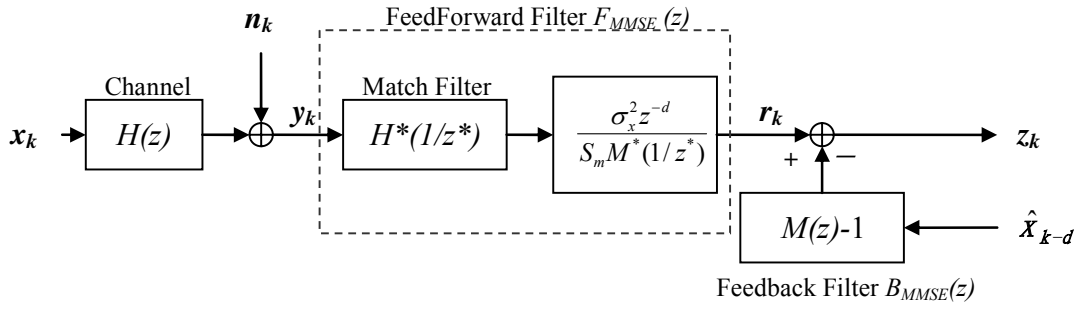 FeedForward Filter F_MMSE(z)
n_k
Channel
Match Filter
x_k
H(z)
y_k
H*(1/z*)
σ_x^2 z^{-d}
S_m M^*(1/z^*)
r_k
+
−
z_k
M(z)-1
X̂_{k-d}
Feedback Filter B_MMSE(z)